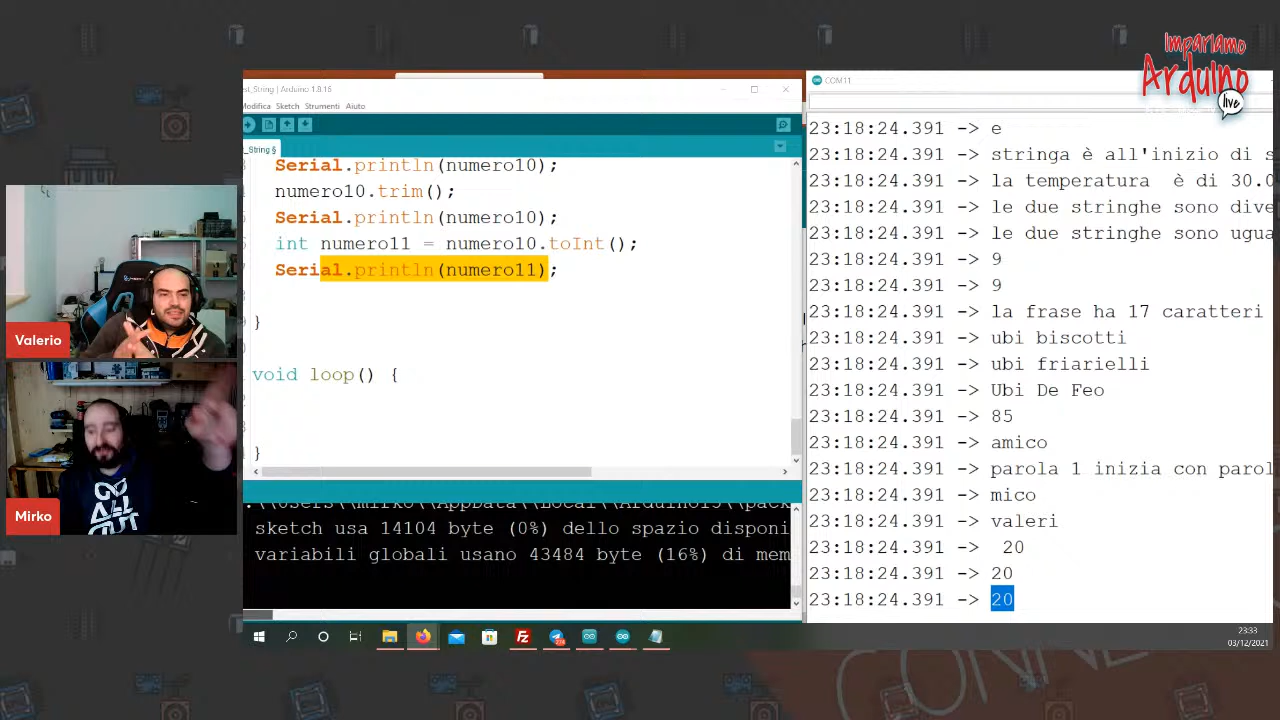 Impariamo
Arduino
live
st_String | Arduino 1.8.15
Modifica Sketch Strumenti Aiuto
_String §
Serial.println(numero10);
numero10.trim();
Serial.println(numero10);
int numero11 = numero10.toInt();
Serial.println(numero11);
}
void loop() {
}
sketch usa 14104 byte (0%) dello spazio disponi
variabili globali usano 43484 byte (16%) di mem
COM11
23:18:24.391 -> e
23:18:24.391 -> stringa è all'inizio di s
23:18:24.391 -> la temperatura  è di 30.0
23:18:24.391 -> le due stringhe sono dive
23:18:24.391 -> le due stringhe sono ugua
23:18:24.391 -> 9
23:18:24.391 -> 9
23:18:24.391 -> la frase ha 17 caratteri
23:18:24.391 -> ubi biscotti
23:18:24.391 -> ubi friarielli
23:18:24.391 -> Ubi De Feo
23:18:24.391 -> 85
23:18:24.391 -> amico
23:18:24.391 -> parola 1 inizia con parol
23:18:24.391 -> mico
23:18:24.391 -> valeri
23:18:24.391 ->  20
23:18:24.391 -> 20
23:18:24.391 -> 20
Valerio
Mirko
23:33
03/12/2021
CONNE